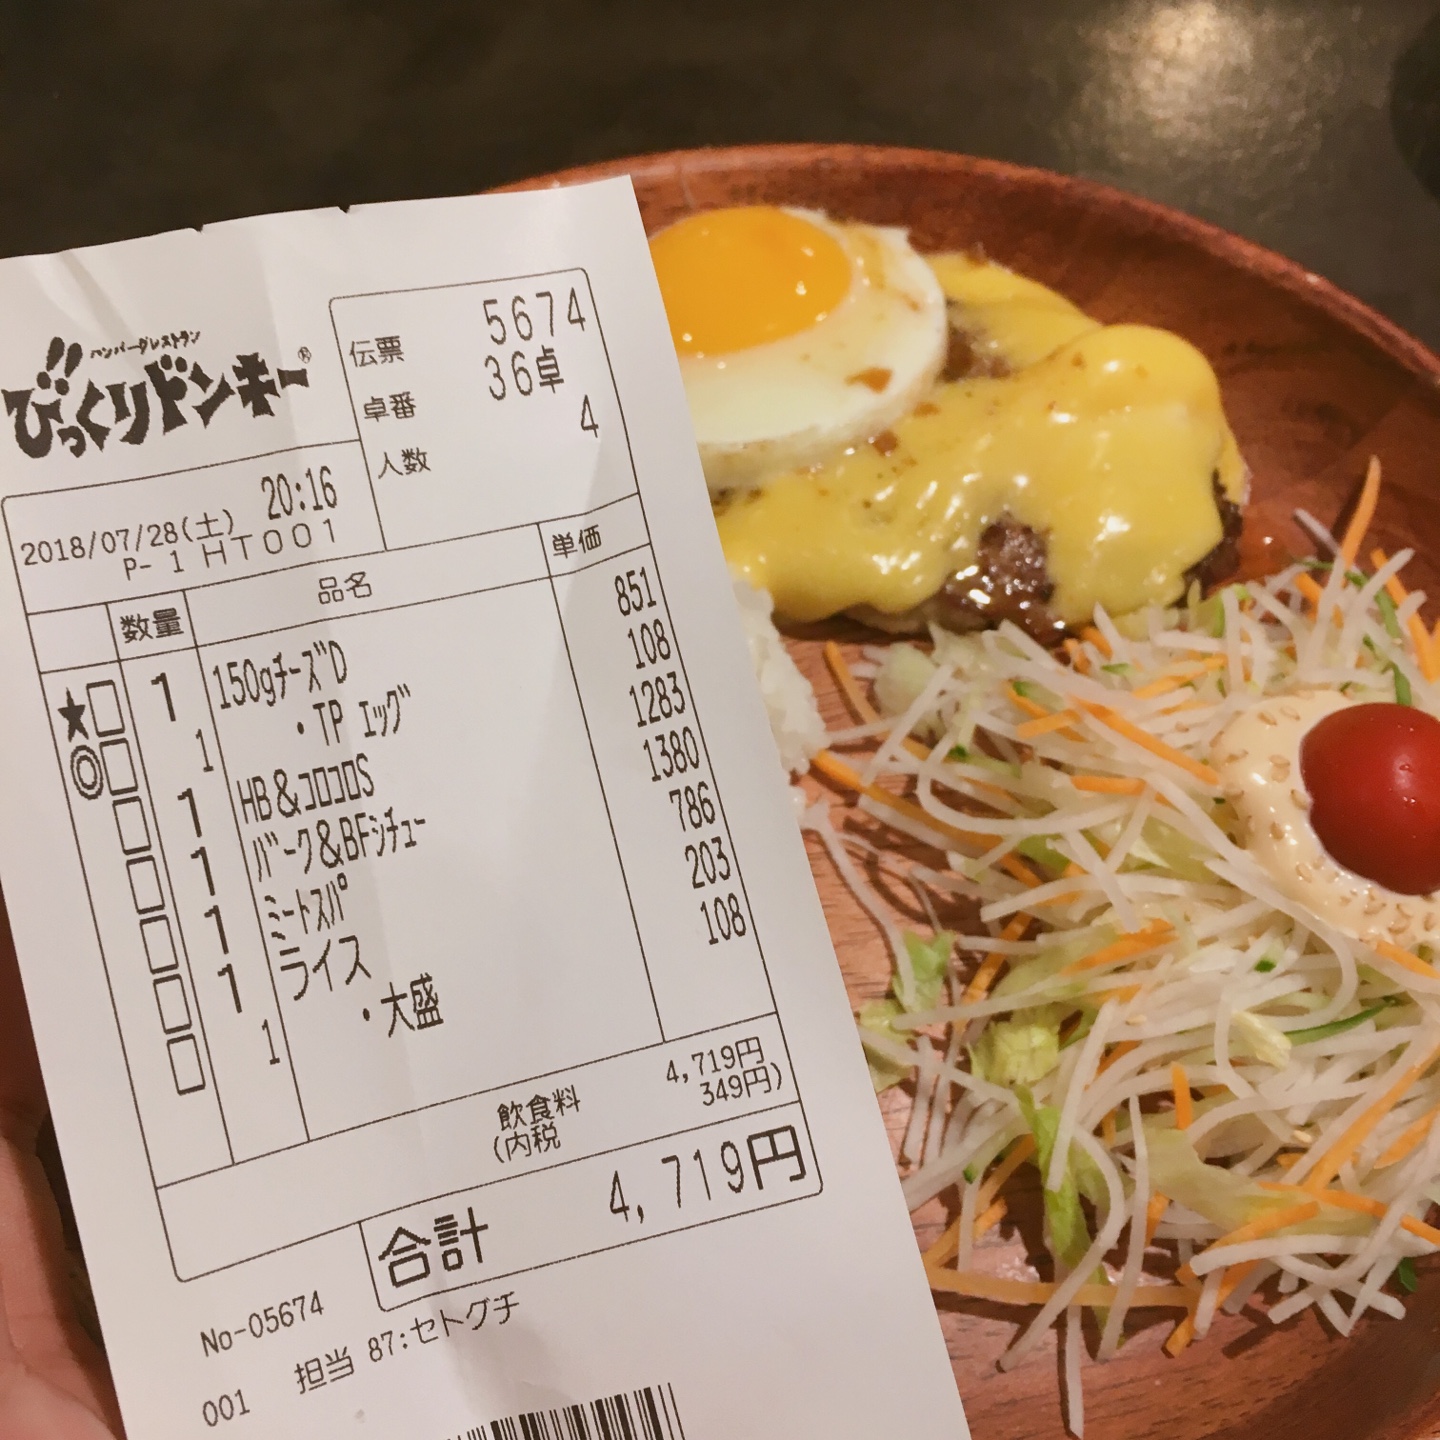 ハンバーグレストラン
びっくりドンキー®
伝票 5674
卓番 36卓
人数 4
2018/07/28(土) 20:16
P- 1 HT001
数量 品名 単価
★□ 1 150gチーズD 851
◎□ 1 ・TP エッグ 108
□ 1 HB&コロコロS 1283
□ 1 バーグ&BFシチュー 1380
□ 1 ミートスパ 786
□ 1 ライス 203
□ 1 ・大盛 108
飲食料 4,719円
(内税 349円)
合計 4,719円
No-05674
001 担当 87:セトグチ